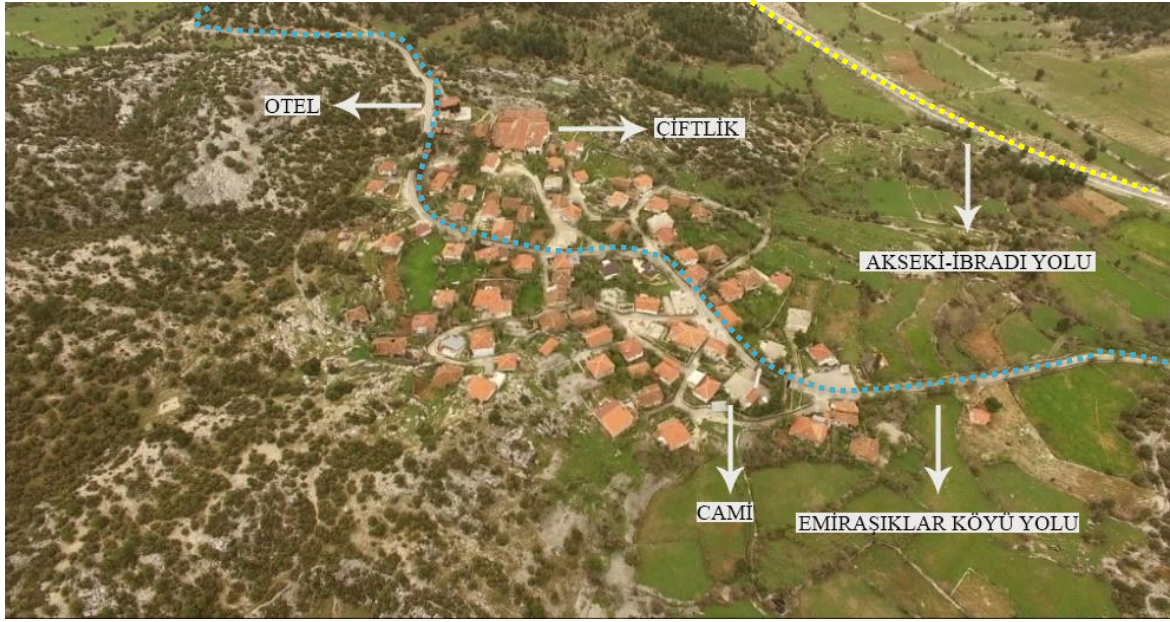 OTEL
ÇİFTLİK
AKSEKİ-İBRADI YOLU
CAMİ
EMİRAŞIKLAR KÖYÜ YOLU